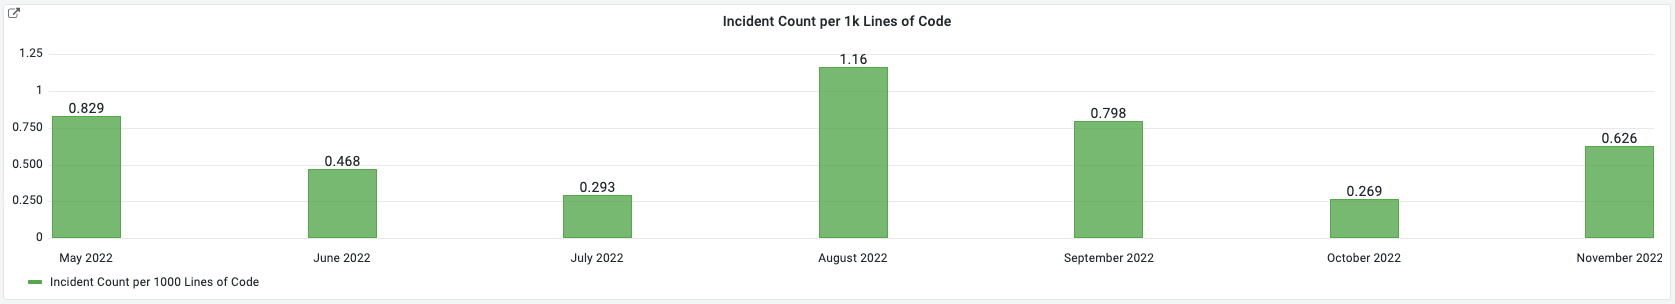 Incident Count per 1k Lines of Code
1.25
1
0.750
0.500
0.250
0
0.829
0.468
0.293
1.16
0.798
0.269
0.626
May 2022
June 2022
July 2022
August 2022
September 2022
October 2022
November 2022
Incident Count per 1000 Lines of Code